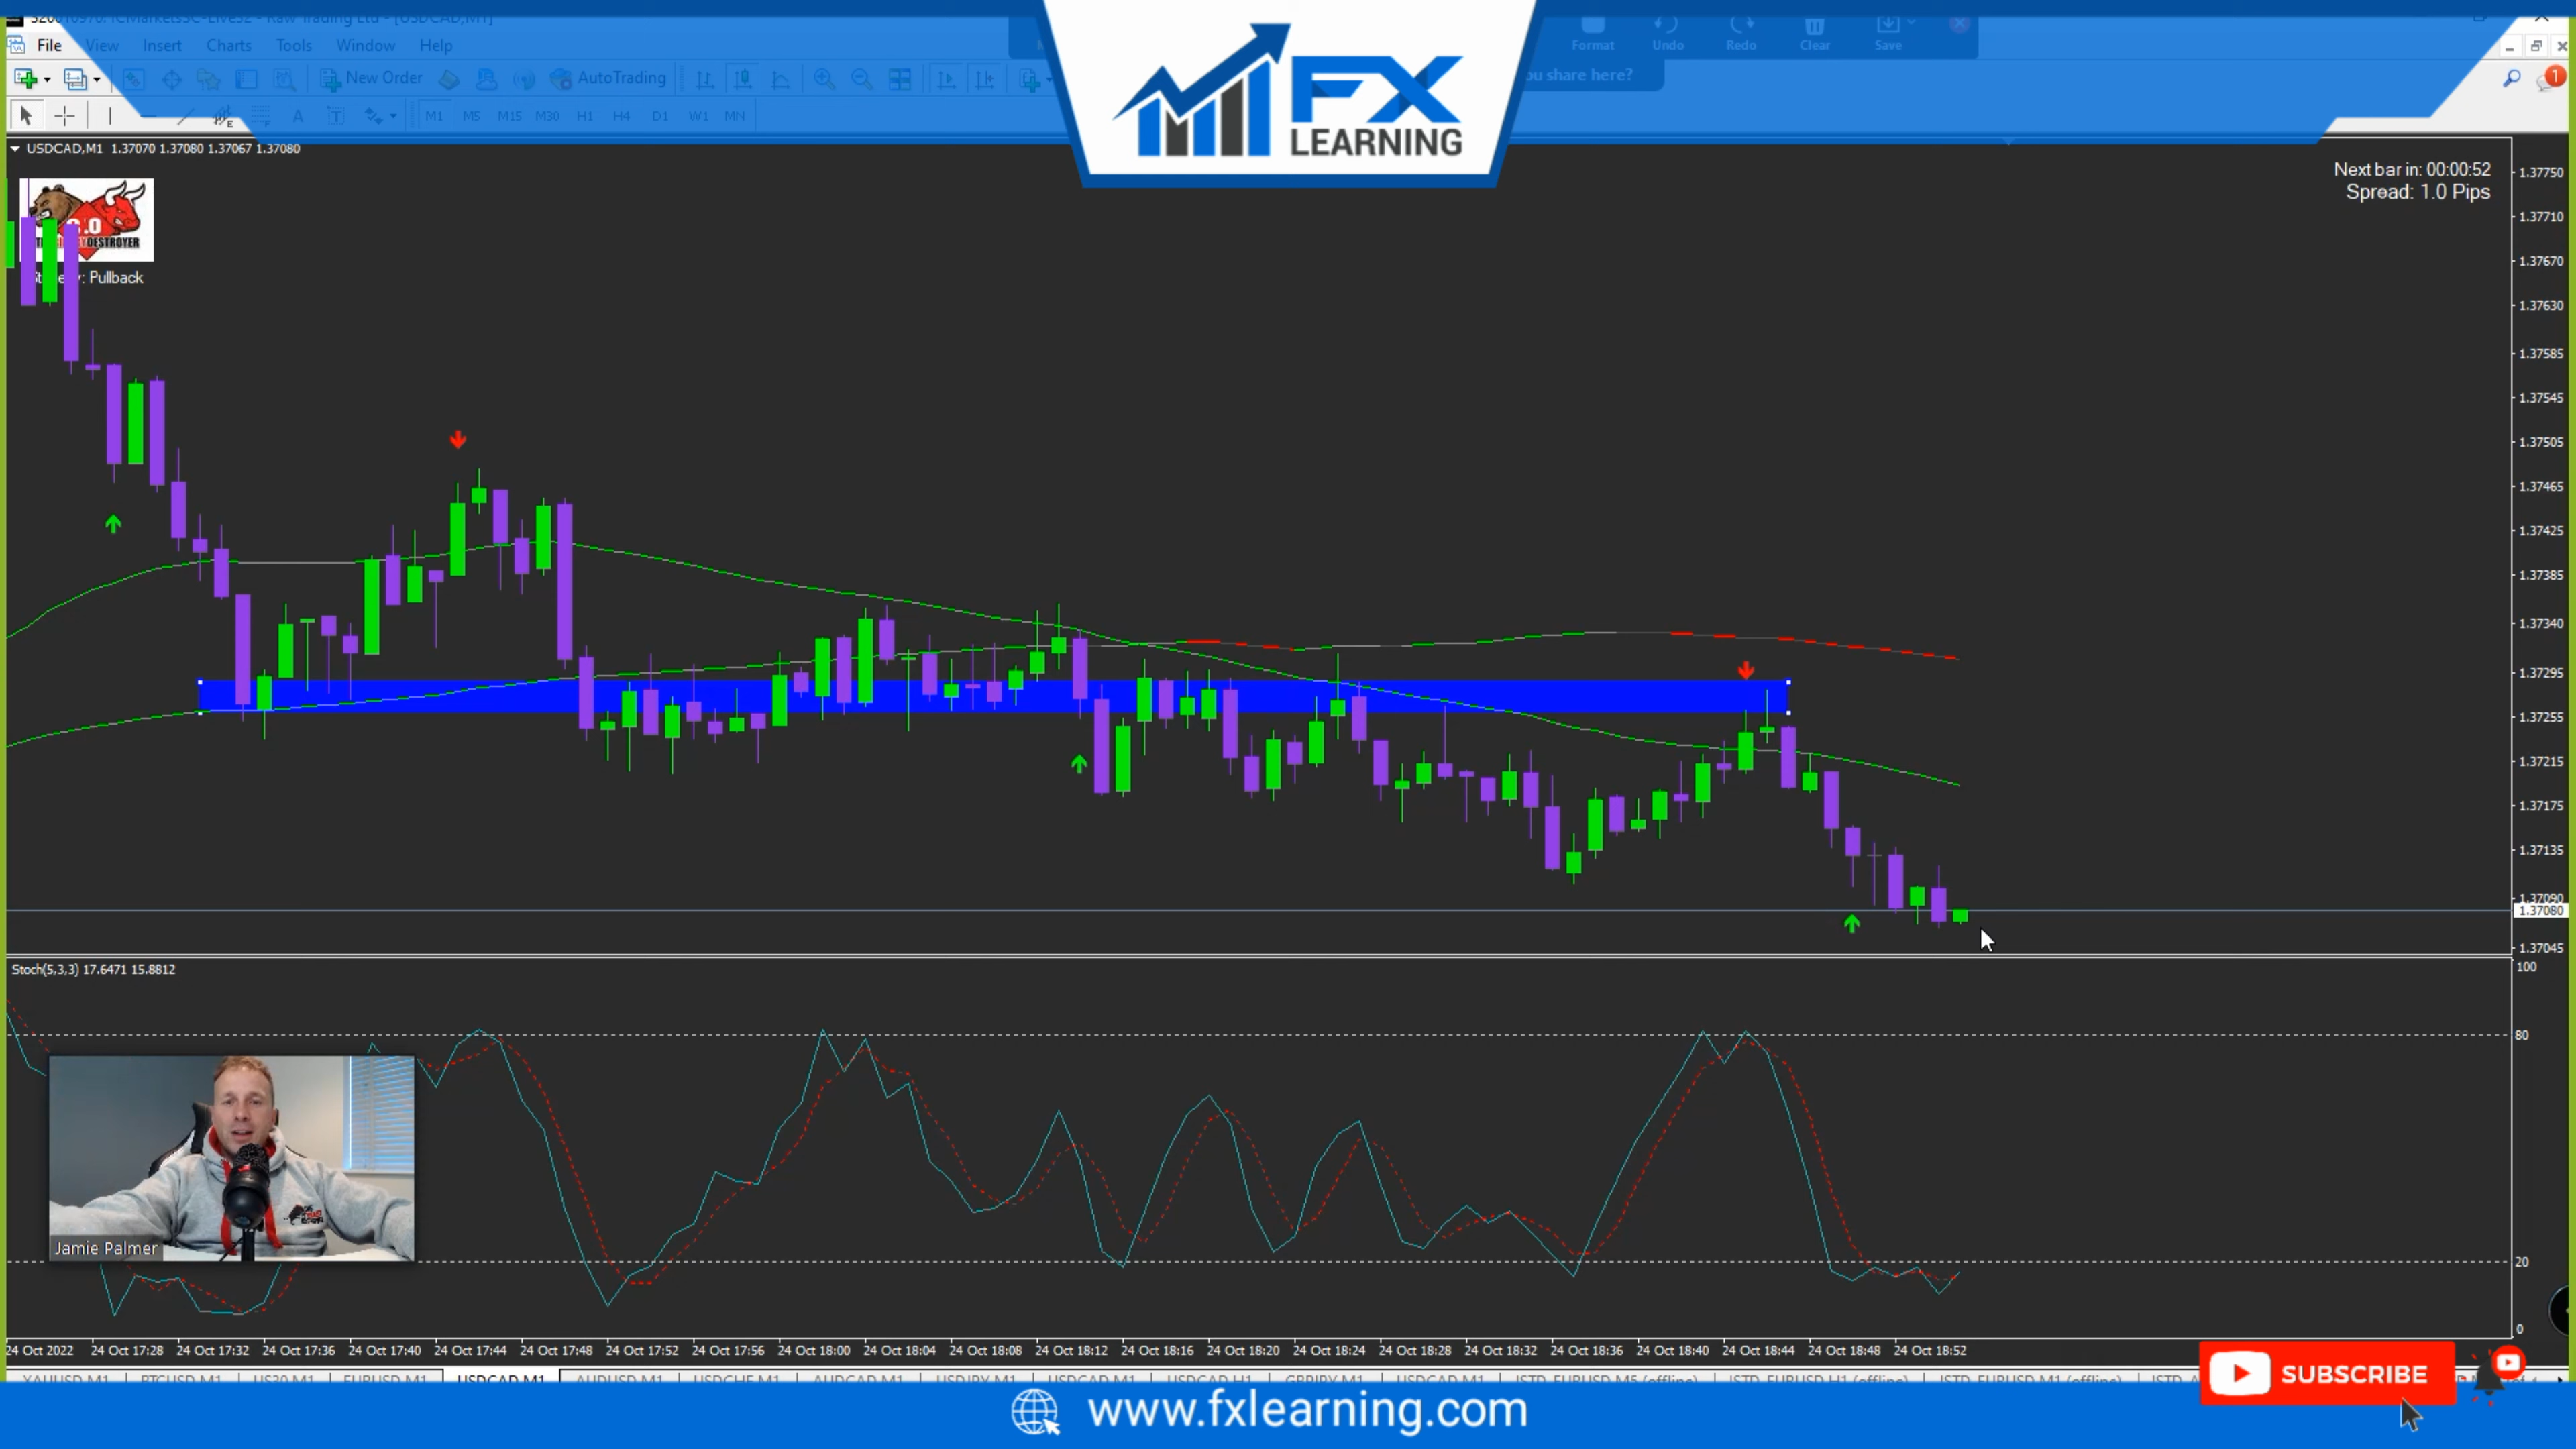 File View Insert Charts Tools Window Help
Format Undo Redo Clear Save
New Order AutoTrading
u share here?
1
FX
LEARNING
M1 M5 M15 M30 H1 H4 D1 W1 MN
USDCAD,M1 1.37070 1.37080 1.37067 1.37080
Next bar in: 00:00:52
Spread: 1.0 Pips
DESTROYER
: Pullback
1.37750
1.37710
1.37670
1.37630
1.37585
1.37545
1.37505
1.37465
1.37425
1.37385
1.37340
1.37295
1.37255
1.37215
1.37175
1.37135
1.37090
1.37080
1.37045
Stoch(5,3,3) 17.6471 15.8812
100
80
20
0
Jamie Palmer
24 Oct 2022 24 Oct 17:28 24 Oct 17:32 24 Oct 17:36 24 Oct 17:40 24 Oct 17:44 24 Oct 17:48 24 Oct 17:52 24 Oct 17:56 24 Oct 18:00 24 Oct 18:04 24 Oct 18:08 24 Oct 18:12 24 Oct 18:16 24 Oct 18:20 24 Oct 18:24 24 Oct 18:28 24 Oct 18:32 24 Oct 18:36 24 Oct 18:40 24 Oct 18:44 24 Oct 18:48 24 Oct 18:52
SUBSCRIBE
www.fxlearning.com